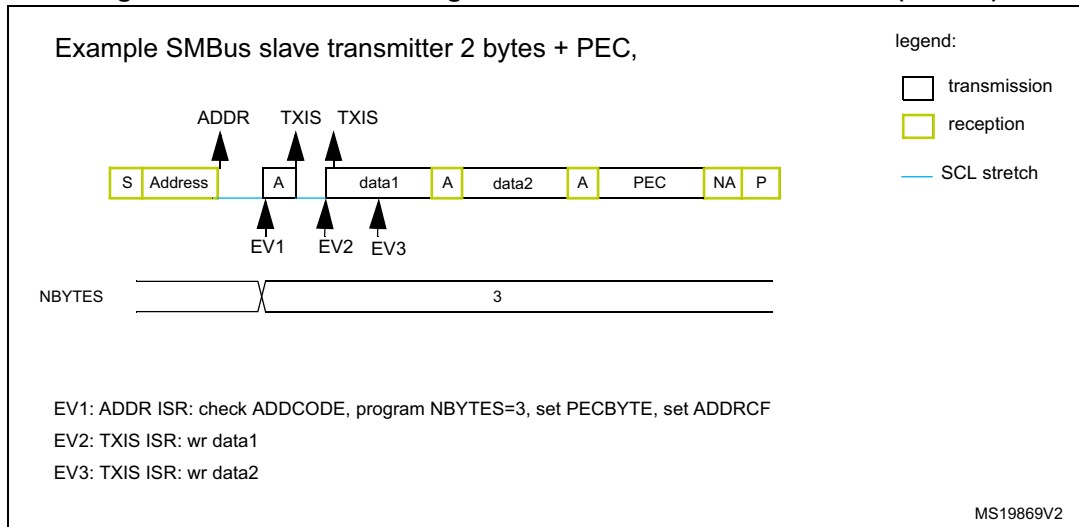 Example SMBus slave transmitter 2 bytes + PEC,
legend:
transmission
reception
SCL stretch
ADDR TXIS TXIS
S Address A data1 A data2 A PEC NA P
EV1 EV2 EV3
NBYTES 3
EV1: ADDR ISR: check ADDCODE, program NBYTES=3, set PECBYTE, set ADDRCF
EV2: TXIS ISR: wr data1
EV3: TXIS ISR: wr data2
MS19869V2